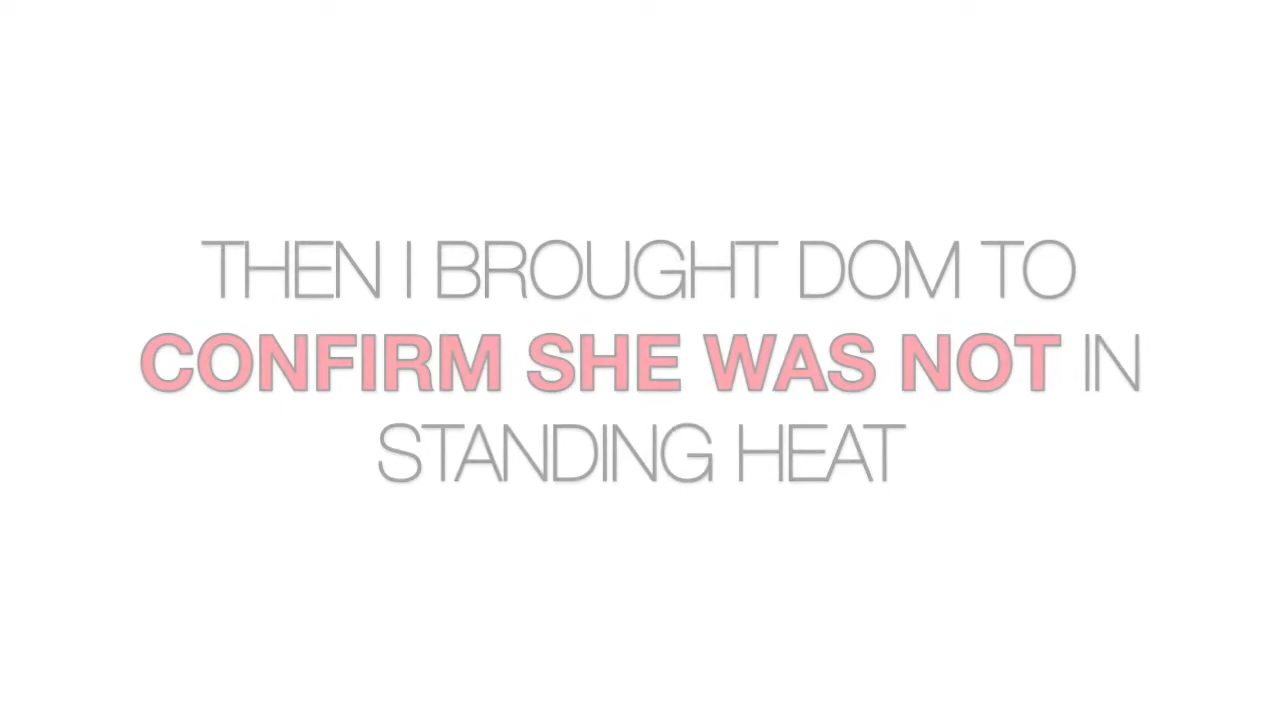 THEN I BROUGHT DOM TO
CONFIRM SHE WAS NOT IN
STANDING HEAT